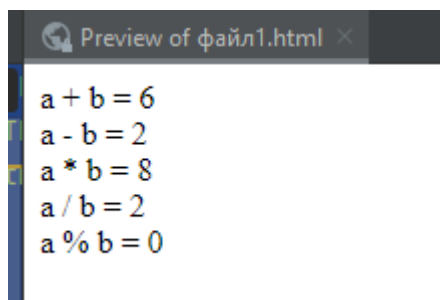 Preview of файл1.html
a + b = 6
a - b = 2
a * b = 8
a / b = 2
a % b = 0